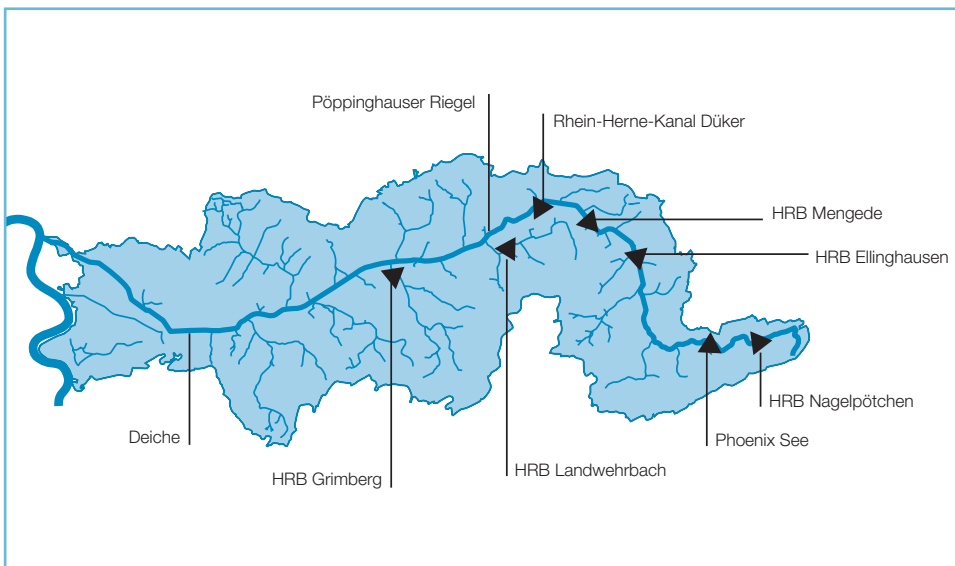 Pöppinghauser Riegel
Rhein-Herne-Kanal Düker
HRB Mengede
HRB Ellinghausen
HRB Nagelpötchen
Phoenix See
HRB Landwehrbach
HRB Grimberg
Deiche